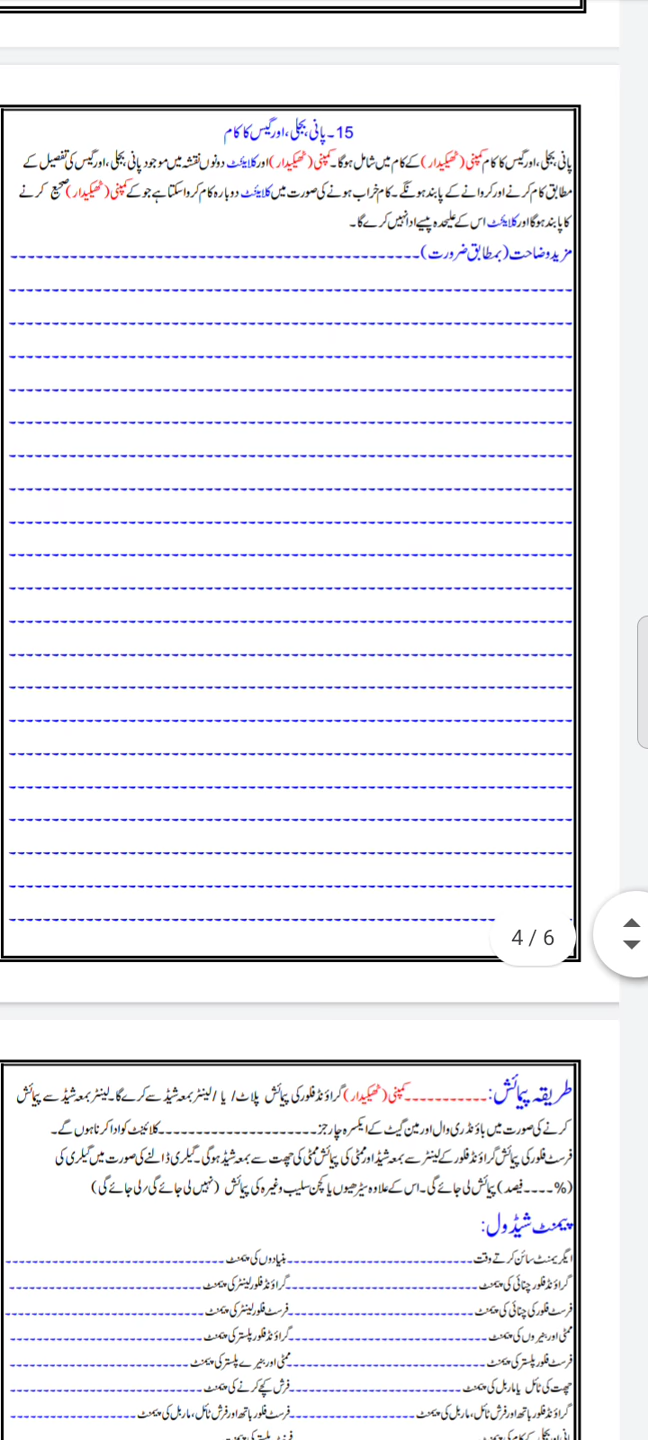 15۔ پانی، بجلی، اور گیس کا کام
پانی، بجلی، اور گیس کا کام کمپنی (ٹھیکیدار) کے کام میں شامل ہوگا۔ کمپنی (ٹھیکیدار) اور کلائنٹ دونوں نقشہ میں موجود پانی، بجلی، اور گیس کی تفصیل کے
مطابق کام کرنے اور کروانے کے پابند ہونگے۔ کام خراب ہونے کی صورت میں کلائنٹ دوبارہ کام کرواسکتا ہے جو کے کمپنی (ٹھیکیدار) صحیح کرنے
کا پابند ہوگا اور کلائنٹ اس کے علیحدہ پیسے ادا نہیں کرے گا۔
مزید وضاحت (بمطابق ضرورت)
4 / 6
طریقہ پیمائش: کمپنی (ٹھیکیدار) گراؤنڈ فلور کی پیمائش پلاٹ / یا / لینٹر بمعہ شیڈ سے کرے گا۔ لینٹر بمعہ شیڈ سے پیمائش
کرنے کی صورت میں باؤنڈری وال اور مین گیٹ کے ایکسٹرہ چارجز کلائنٹ کو ادا کرنا ہوں گے۔
فرسٹ فلور کی پیمائش گراؤنڈ فلور کے لینٹر سے بمعہ شیڈ اور ممٹی کی پیمائش ممٹی کی چھت سے بمعہ شیڈ ہوگی۔ گیلری ڈالنے کی صورت میں گیلری کی
(%---- فیصد) پیمائش لی جائے گی۔ اس کے علاوہ سیڑھیوں یا کچن سلیب وغیرہ کی پیمائش (نہیں لی جائے گی / لی جائے گی)
پیمنٹ شیڈول:
ایگریمنٹ سائن کرتے وقت بنیادوں کی پیمنٹ
گراؤنڈ فلور چنائی کی پیمنٹ گراؤنڈ فلور لینٹر کی پیمنٹ
فرسٹ فلور کی چنائی کی پیمنٹ فرسٹ فلور لینٹر کی پیمنٹ
ممٹی اور بنیروں کی پیمنٹ گراؤنڈ فلور پلستر کی پیمنٹ
فرسٹ فلور پلستر کی پیمنٹ ممٹی اور بنیرے پلستر کی پیمنٹ
چھت کی ٹائل یا ماربل کی پیمنٹ فرش کچے کرنے کی پیمنٹ
گراؤنڈ فلور باتھ اور فرش ٹائل، ماربل کی پیمنٹ فرسٹ فلور باتھ اور فرش ٹائل، ماربل کی پیمنٹ